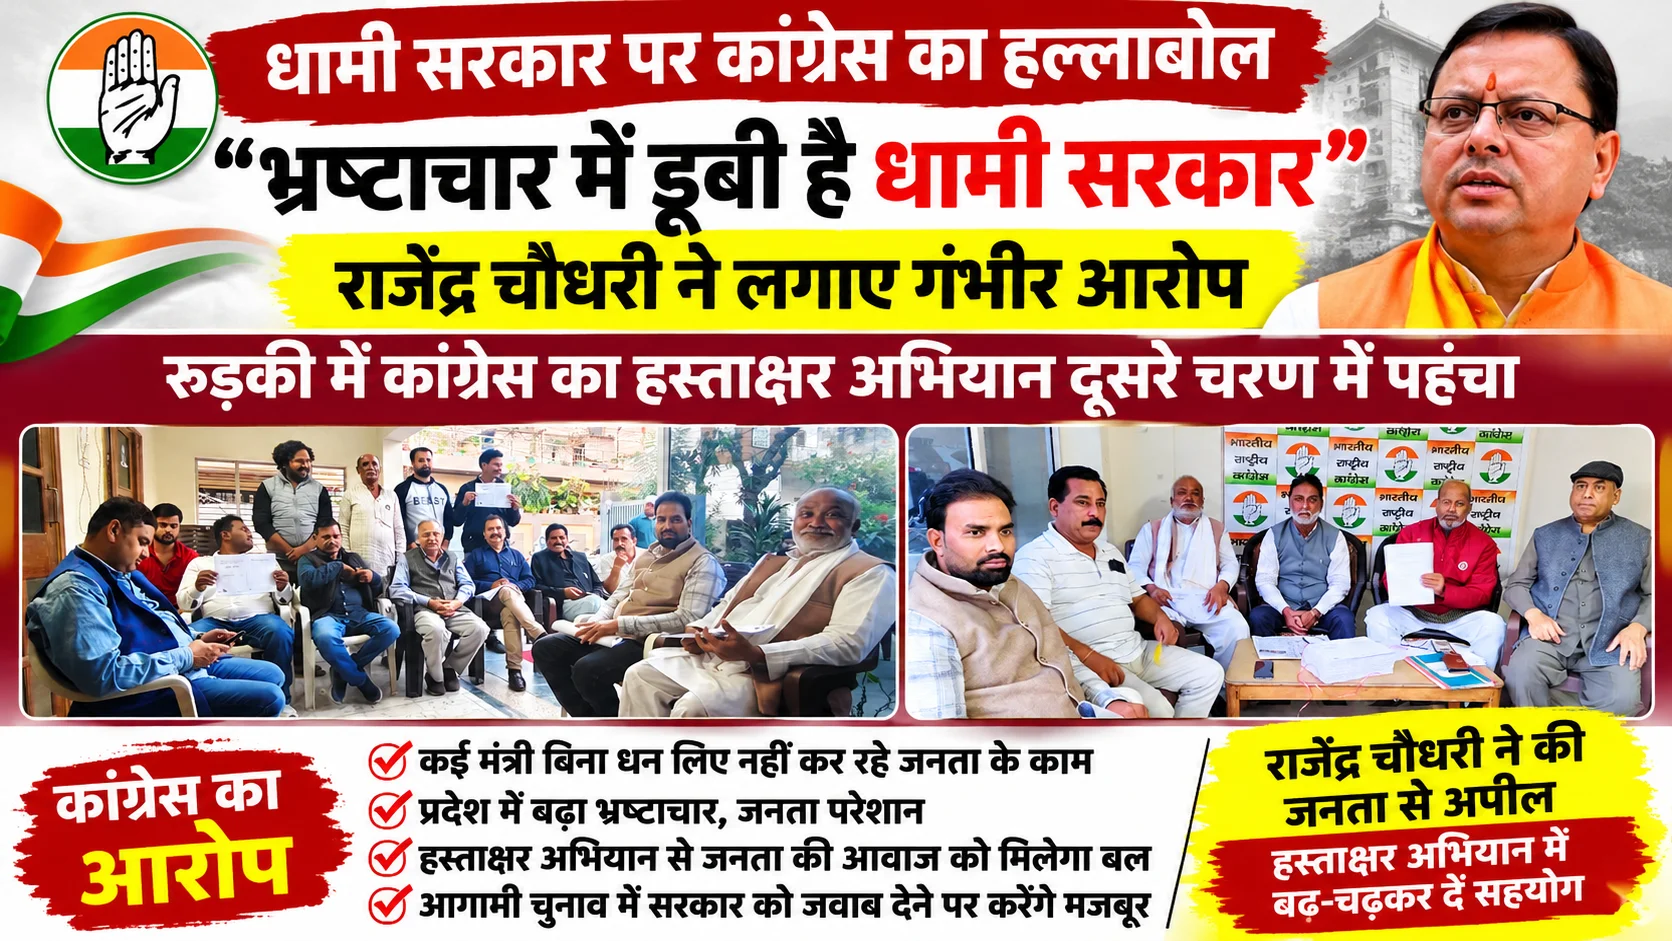 धामी सरकार पर कांग्रेस का हल्लाबोल
“भ्रष्टाचार में डूबी है धामी सरकार”
राजेंद्र चौधरी ने लगाए गंभीर आरोप
रुड़की में कांग्रेस का हस्ताक्षर अभियान दूसरे चरण में पहुंचा
भारतीय
राष्ट्रीय
कांग्रेस
कांग्रेस का
आरोप
कई मंत्री बिना धन लिए नहीं कर रहे जनता के काम
प्रदेश में बढ़ा भ्रष्टाचार, जनता परेशान
हस्ताक्षर अभियान से जनता की आवाज को मिलेगा बल
आगामी चुनाव में सरकार को जवाब देने पर करेंगे मजबूर
राजेंद्र चौधरी ने की
जनता से अपील
हस्ताक्षर अभियान में
बढ़-चढ़कर दें सहयोग